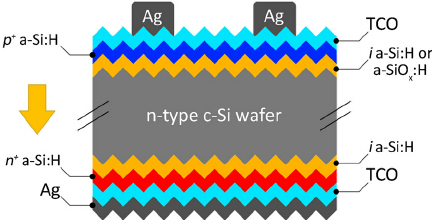 Ag Ag
TCO
p⁺ a-Si:H
i a-Si:H or
a-SiOₓ:H
n-type c-Si wafer
i a-Si:H
n⁺ a-Si:H
TCO
Ag